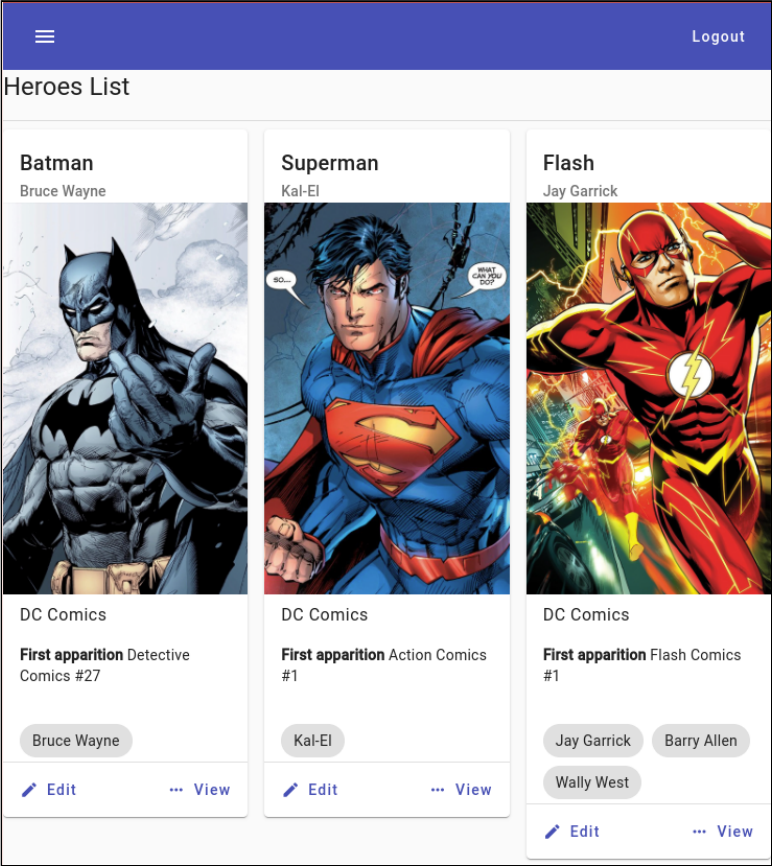 Logout
Heroes List
Batman
Bruce Wayne
SO...
DC Comics
First apparition Detective
Comics #27
Bruce Wayne
Edit
View
Superman
Kal-El
WHAT
CAN YOU
DO?
DC Comics
First apparition Action Comics
#1
Kal-El
Edit
View
Flash
Jay Garrick
DC Comics
First apparition Flash Comics
#1
Jay Garrick
Barry Allen
Wally West
Edit
View